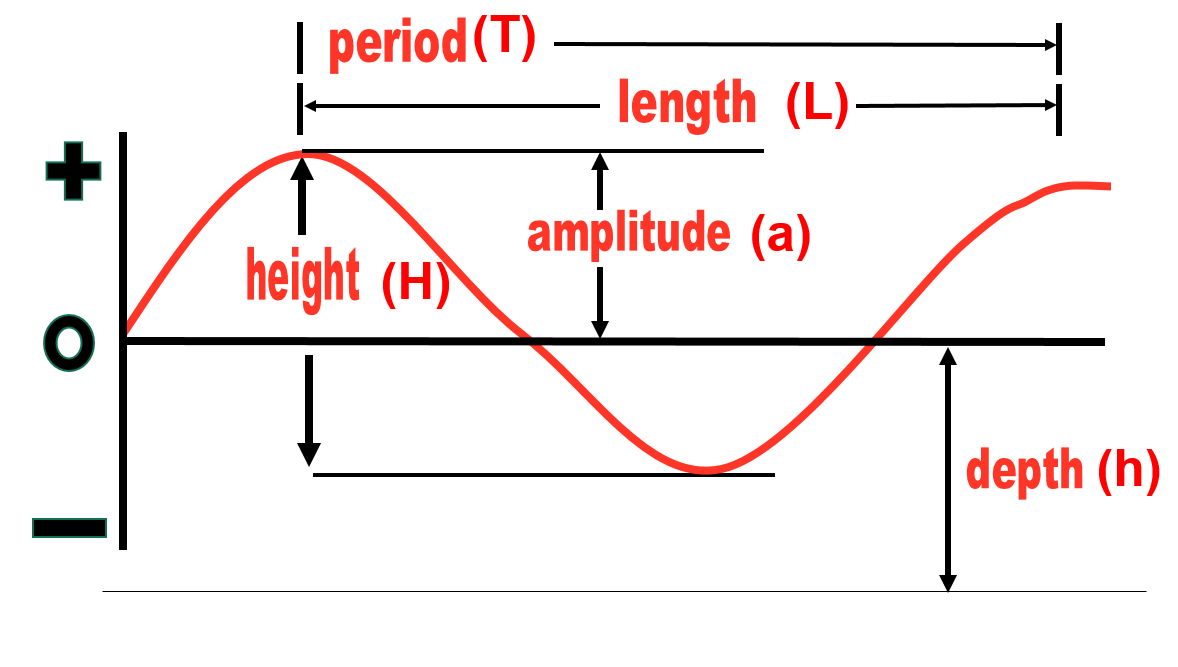 period (T)
length (L)
+
amplitude (a)
height (H)
O
depth (h)
−